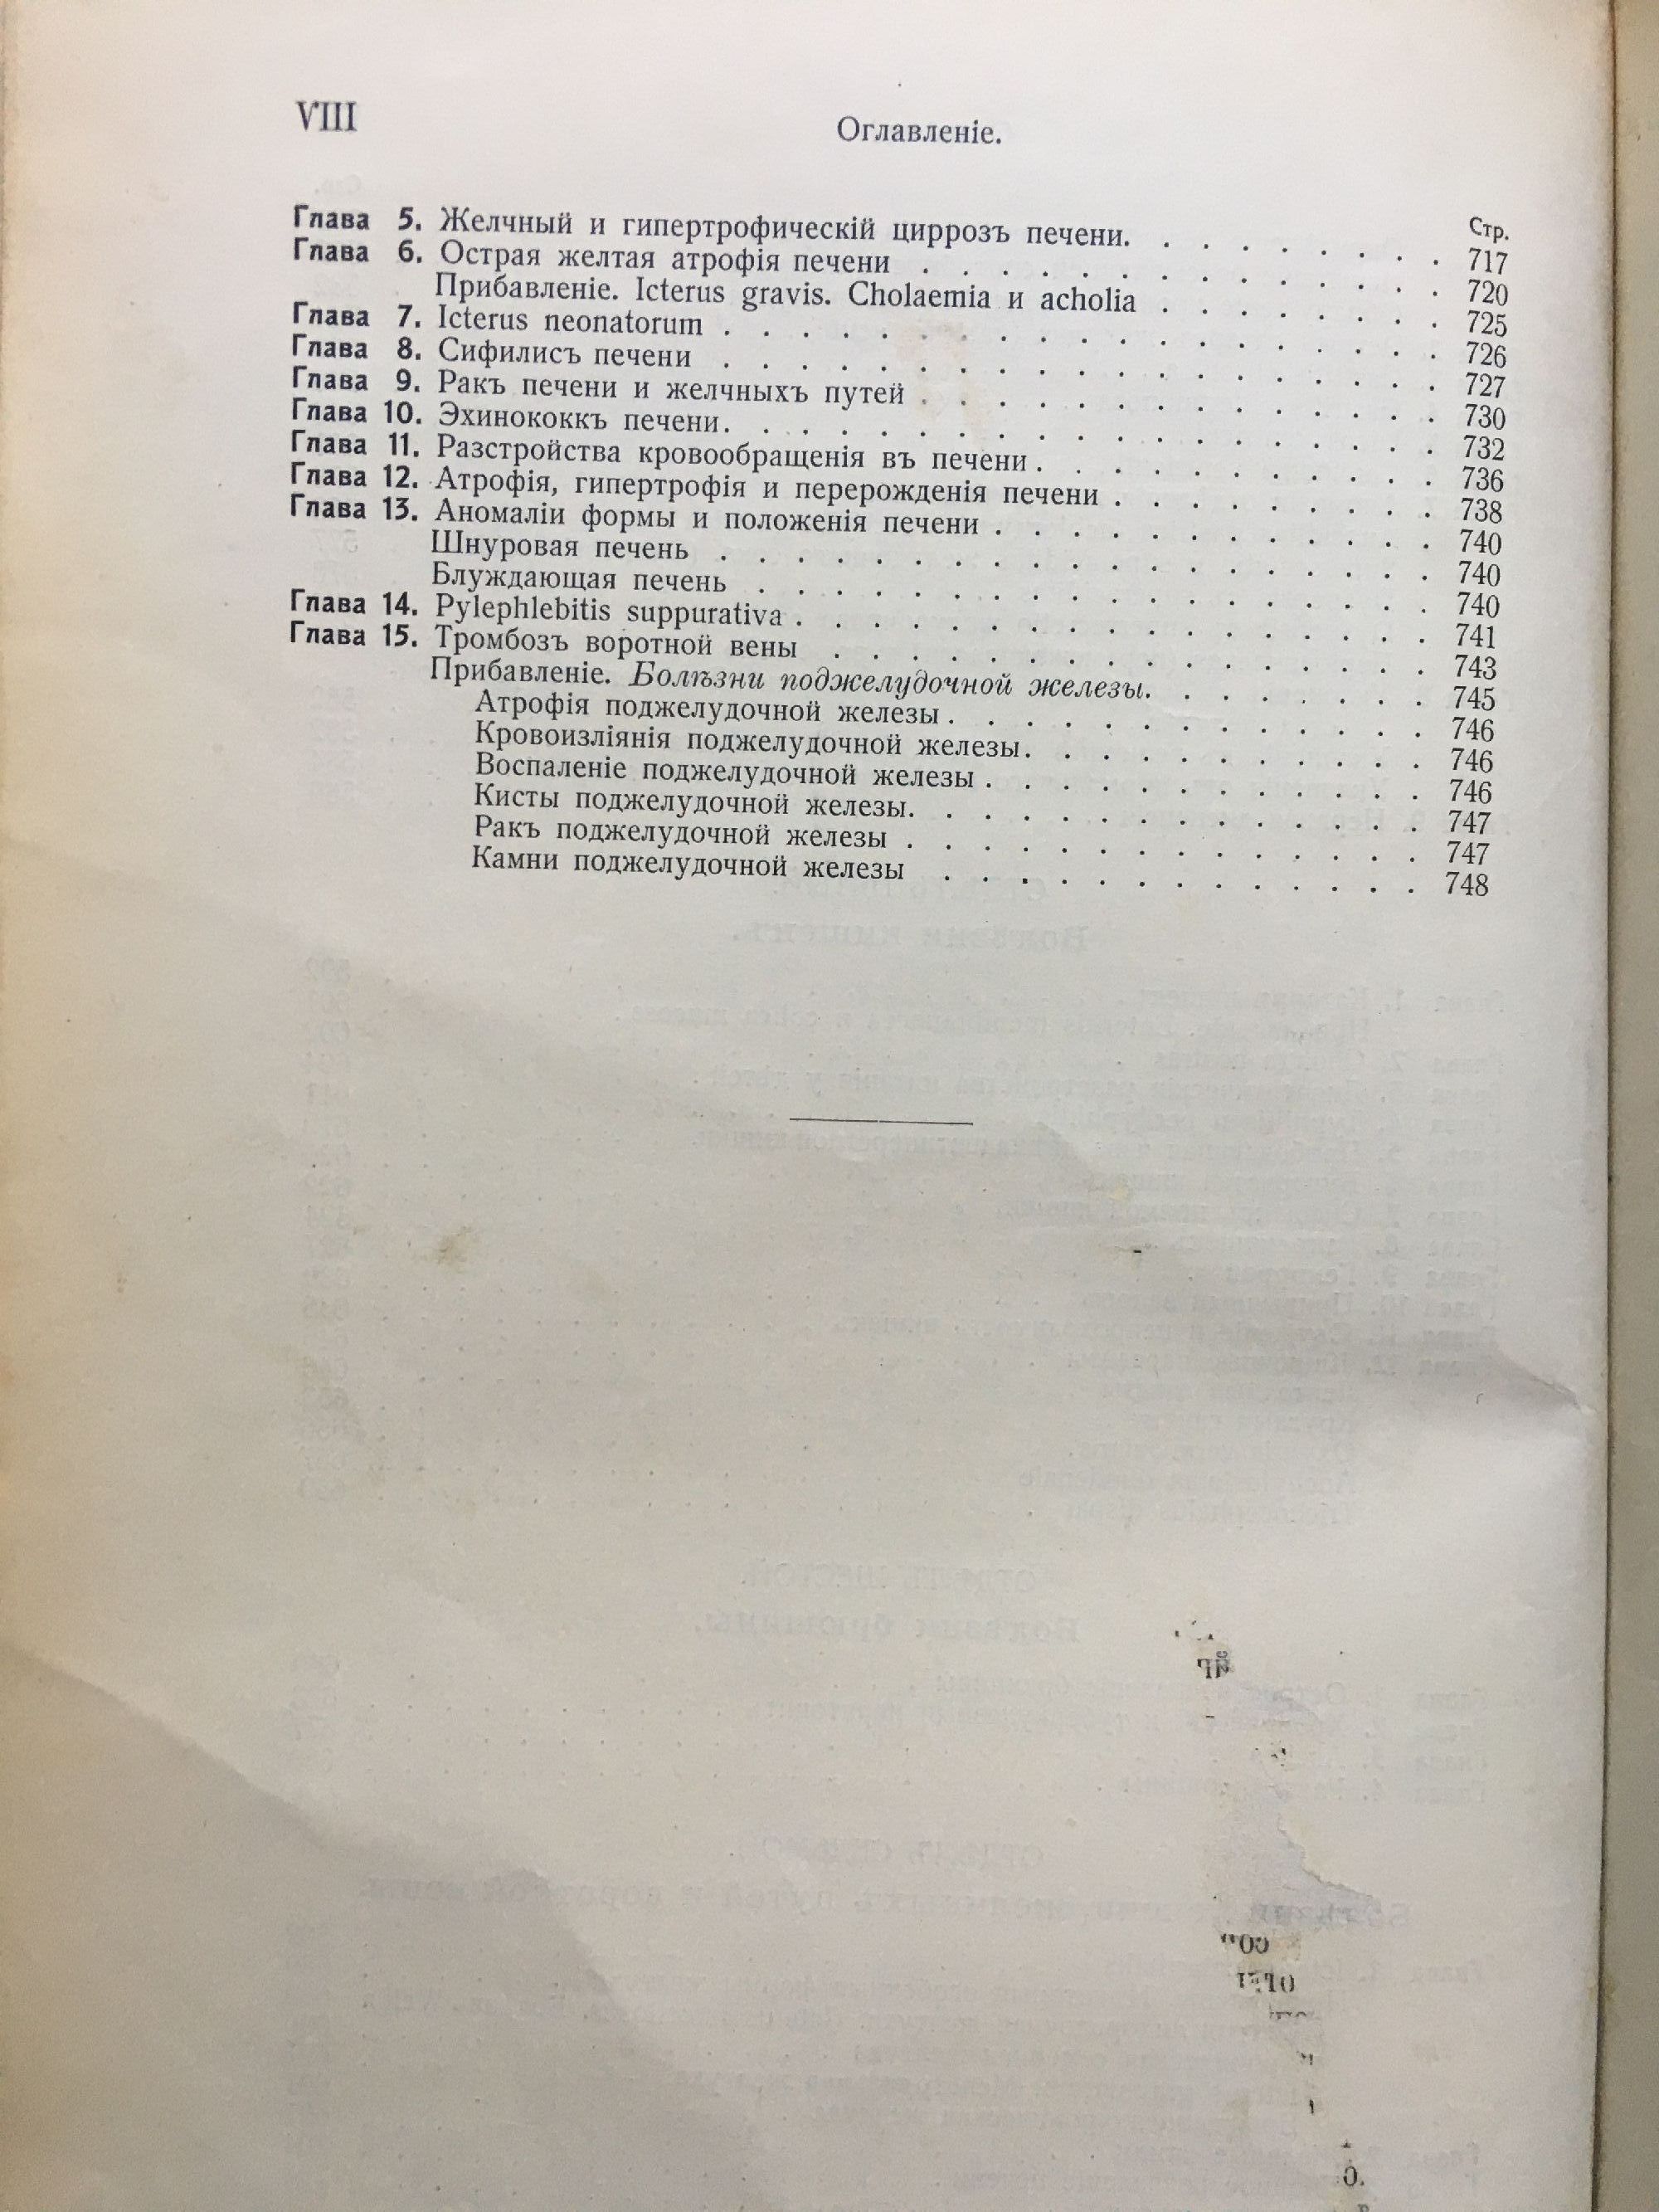 VIII
Оглавленіе.
Стр.
Глава 5. Желчный и гипертрофическій циррозъ печени. . . . . . . . . 717
Глава 6. Острая желтая атрофія печени . . . . . . . . . . . . . . 720
Прибавленіе. Icterus gravis. Cholaemia и acholia . . . . . . . . 725
Глава 7. Icterus neonatorum . . . . . . . . . . . . . . . . . . . 726
Глава 8. Сифилисъ печени . . . . . . . . . . . . . . . . . . . 727
Глава 9. Ракъ печени и желчныхъ путей . . . . . . . . . . . . . . 730
Глава 10. Эхинококкъ печени. . . . . . . . . . . . . . . . . . . 732
Глава 11. Разстройства кровообращенія въ печени . . . . . . . . . . . 736
Глава 12. Атрофія, гипертрофія и перерожденія печени . . . . . . . . . 738
Глава 13. Аномаліи формы и положенія печени . . . . . . . . . . . . 740
Шнуровая печень . . . . . . . . . . . . . . . . . . . 740
Блуждающая печень . . . . . . . . . . . . . . . . . . 740
Глава 14. Pylephlebitis suppurativa . . . . . . . . . . . . . . . . . 741
Глава 15. Тромбозъ воротной вены . . . . . . . . . . . . . . . . 743
Прибавленіе. Болѣзни поджелудочной железы. . . . . . . . 745
Атрофія поджелудочной железы . . . . . . . . . . . . . 746
Кровоизліянія поджелудочной железы. . . . . . . . . . . 746
Воспаленіе поджелудочной железы . . . . . . . . . . . . 746
Кисты поджелудочной железы. . . . . . . . . . . . . . 747
Ракъ поджелудочной железы . . . . . . . . . . . . . . 747
Камни поджелудочной железы . . . . . . . . . . . . . 748